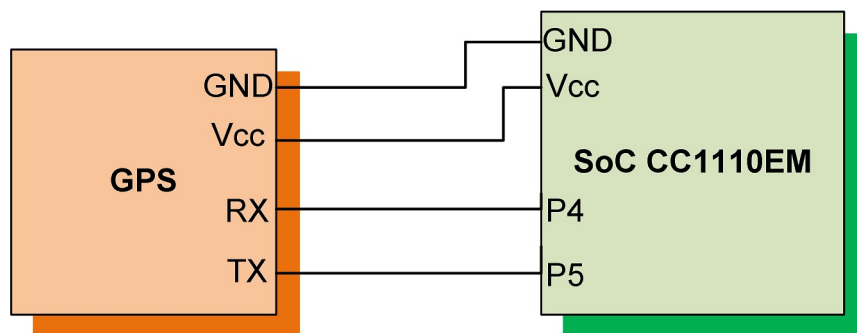 GND
Vcc
GPS
RX
TX
GND
Vcc
SoC CC1110EM
P4
P5